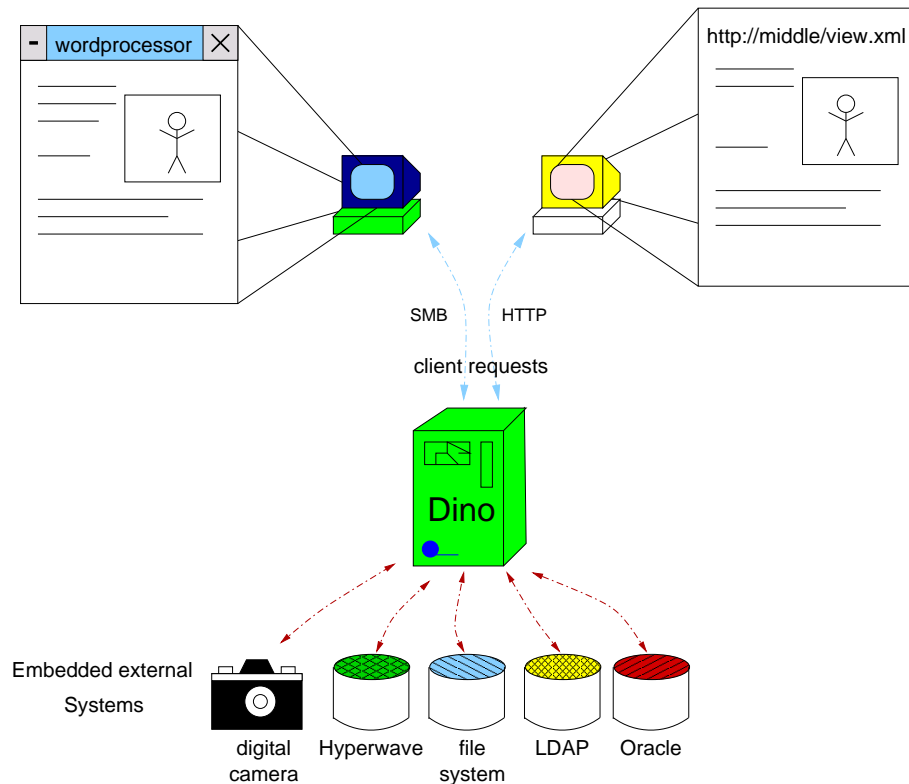 - wordprocessor X
http://middle/view.xml
SMB
HTTP
client requests
Dino
Embedded external
Systems
digital
camera
Hyperwave
file
system
LDAP
Oracle